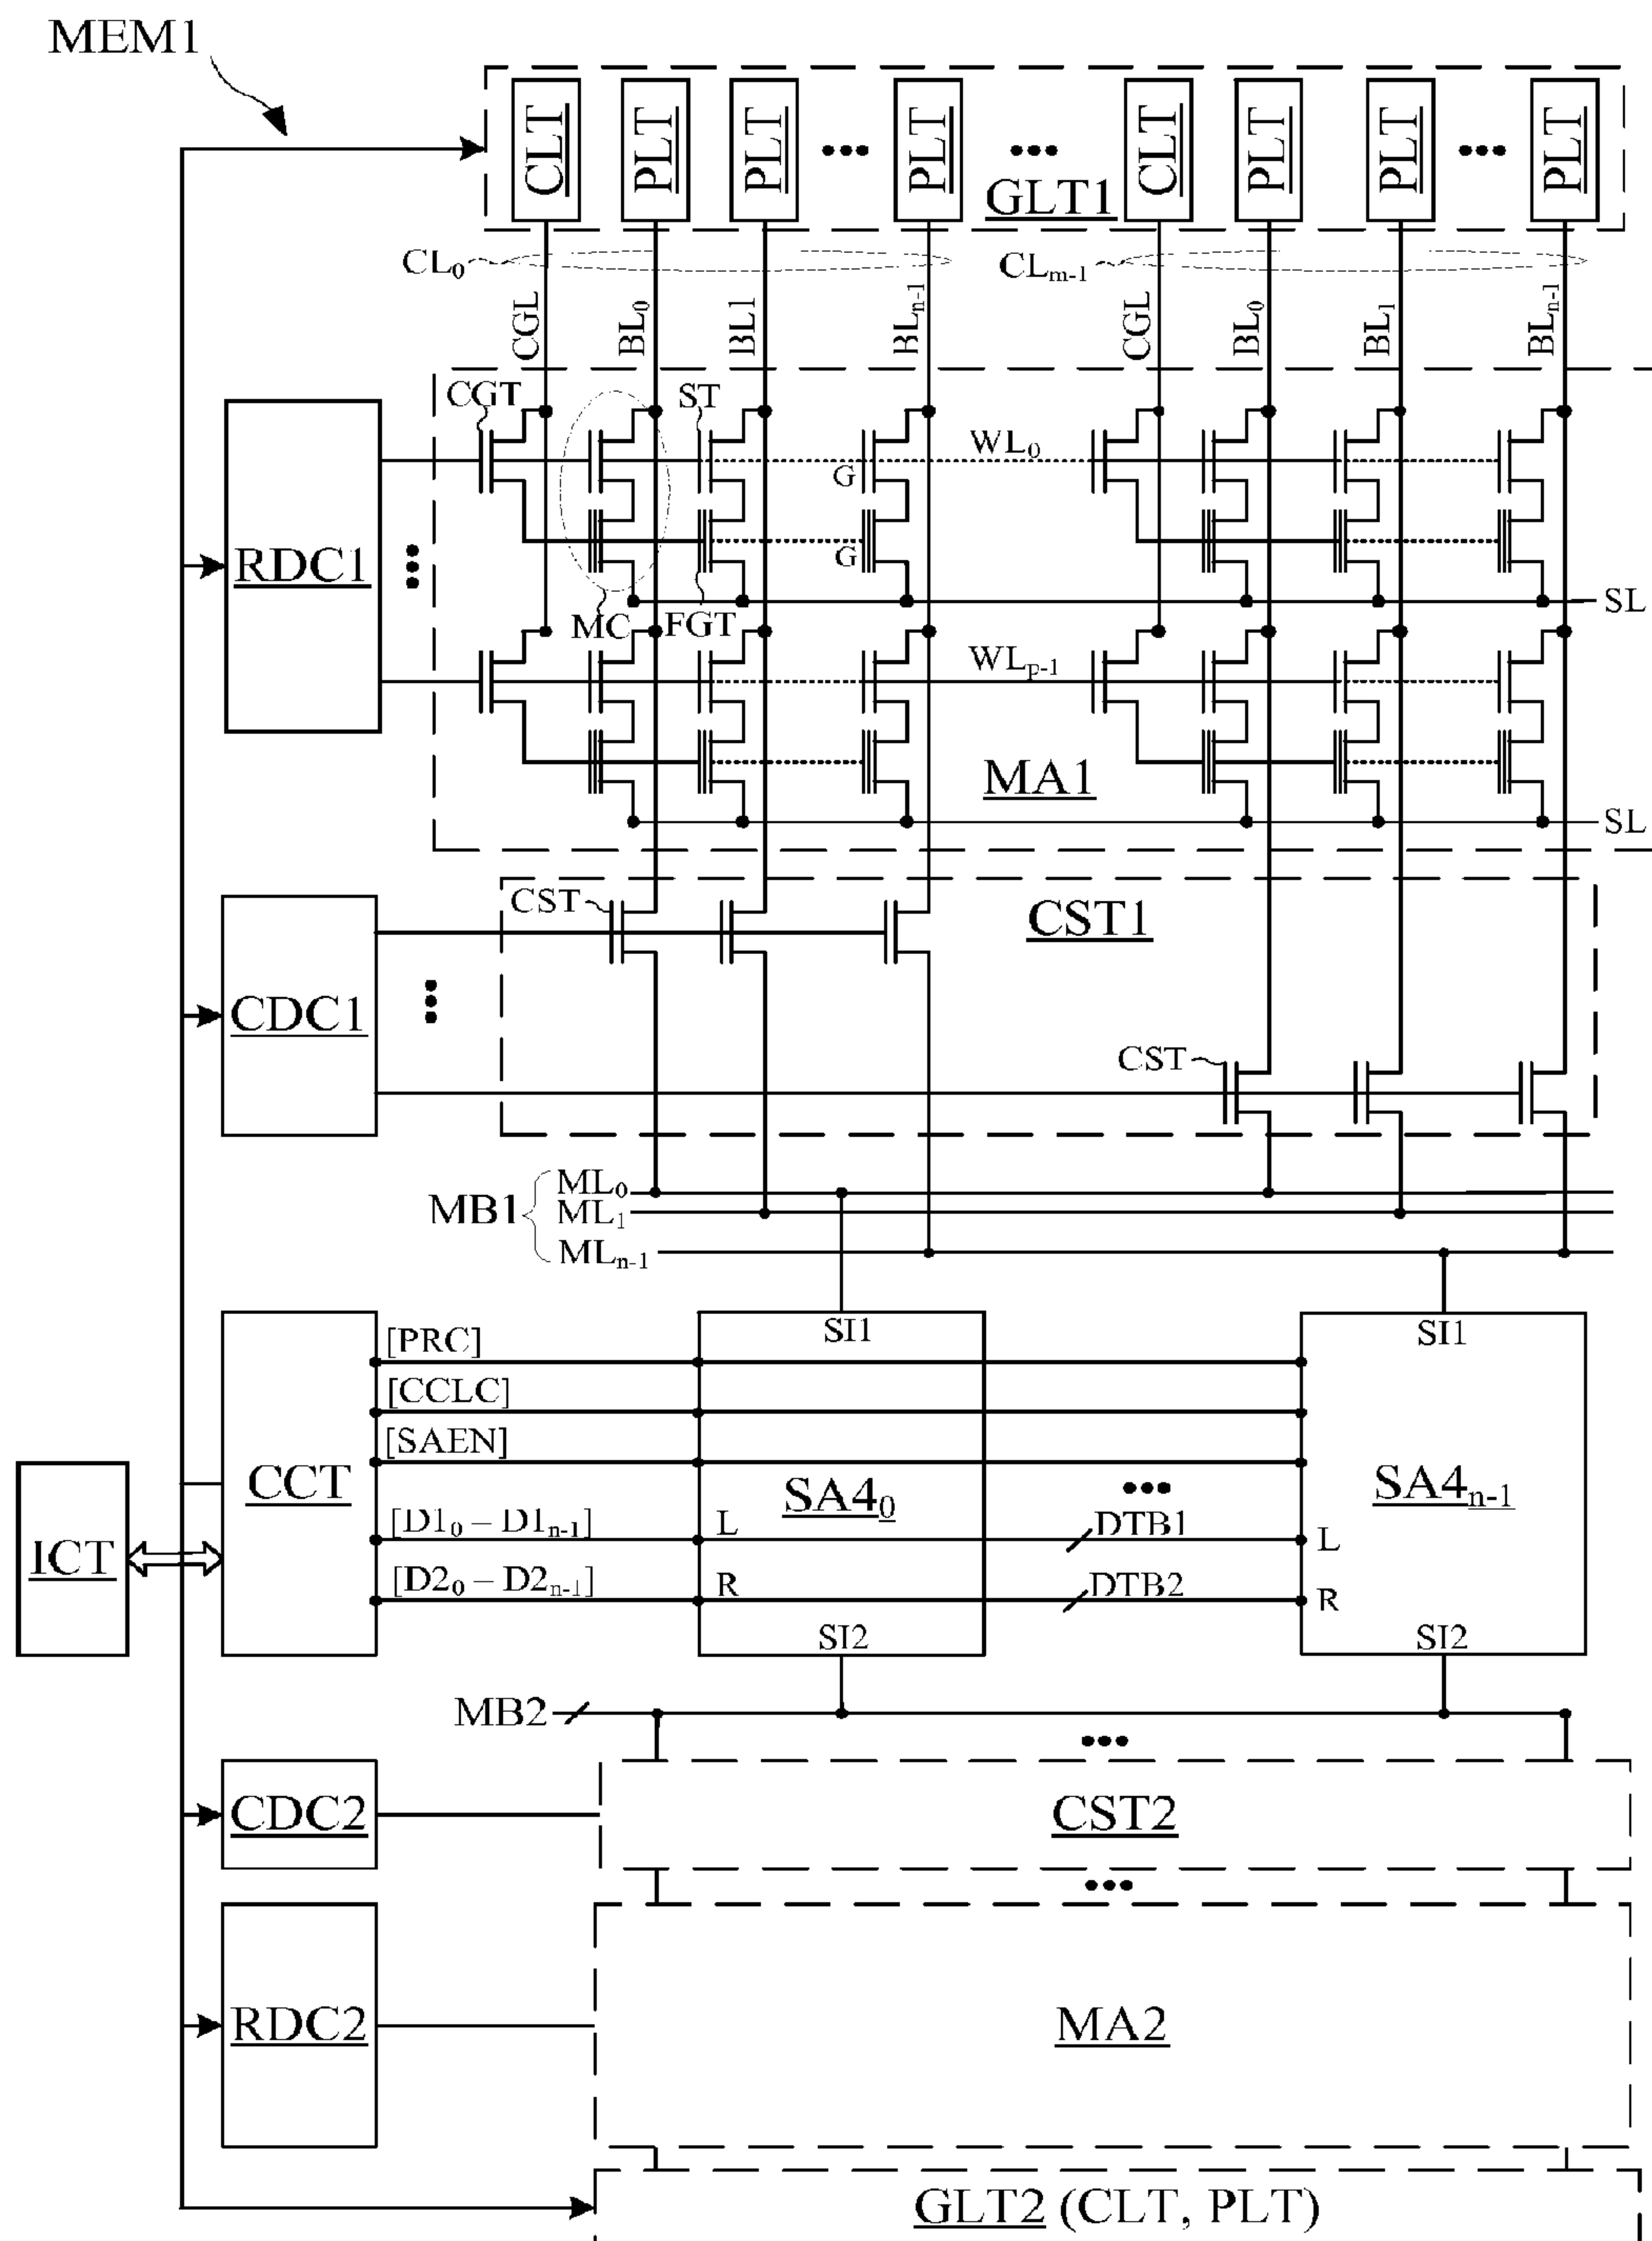 MEM1
CLT PLT PLT ••• PLT ••• CLT PLT PLT ••• PLT
GLT1
CL0 CLm-1
CGL BL0 BL1 BLn-1 CGL BL0 BL1 BLn-1
CGT ST
WL0
G
RDC1
G
SL
MC FGT
WLp-1
MA1
SL
CST
CST1
CDC1
CST
MB1
ML0
ML1
MLn-1
SI1 SI1
[PRC]
[CCLC]
[SAEN]
CCT SA40 ••• SA4n-1
ICT
[D10 – D1n-1] L DTB1 L
[D20 – D2n-1] R DTB2 R
SI2 SI2
MB2
CDC2 CST2
RDC2 MA2
GLT2 (CLT, PLT)